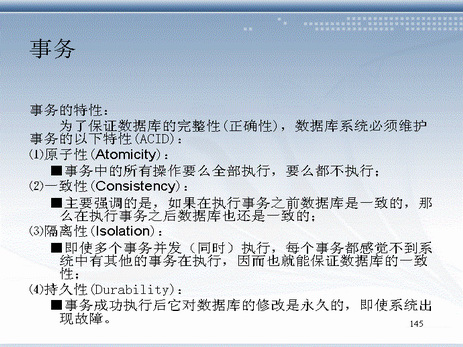 事务
事务的特性：
为了保证数据库的完整性(正确性)，数据库系统必须维护
事务的以下特性(ACID)：
⑴原子性(Atomicity)：
■事务中的所有操作要么全部执行，要么都不执行；
⑵一致性(Consistency)：
■主要强调的是，如果在执行事务之前数据库是一致的，那
么在执行事务之后数据库也还是一致的；
⑶隔离性(Isolation)：
■即使多个事务并发（同时）执行，每个事务都感觉不到系
统中有其他的事务在执行，因而也就能保证数据库的一致
性；
⑷持久性(Durability)：
■事务成功执行后它对数据库的修改是永久的，即使系统出
现故障。
145